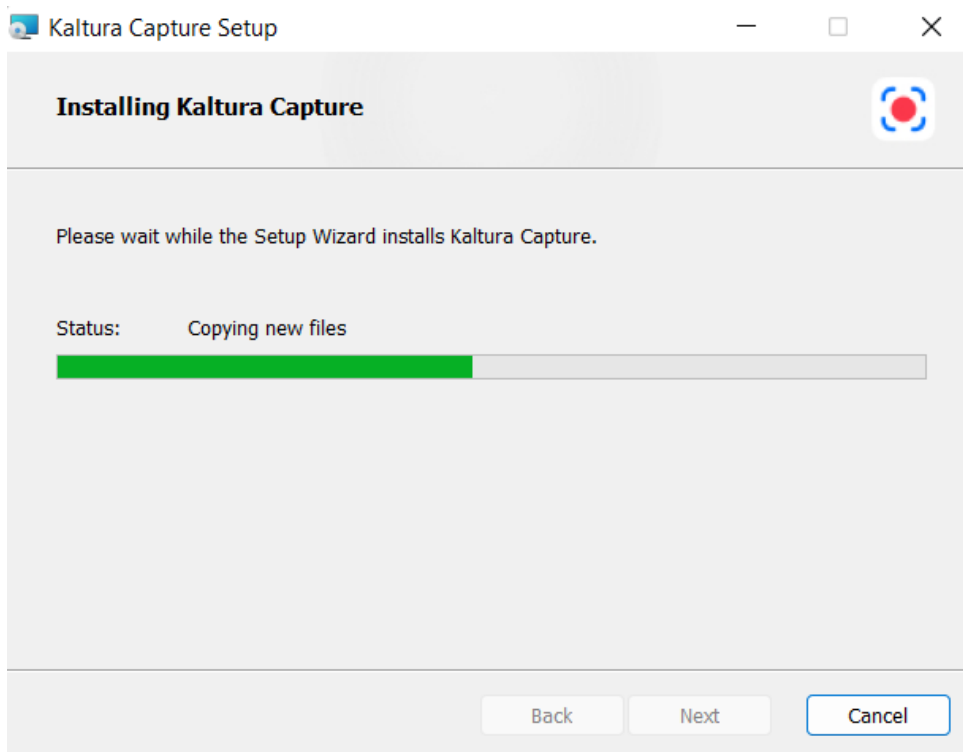 Kaltura Capture Setup
Installing Kaltura Capture
Please wait while the Setup Wizard installs Kaltura Capture.
Status: Copying new files
Back Next Cancel